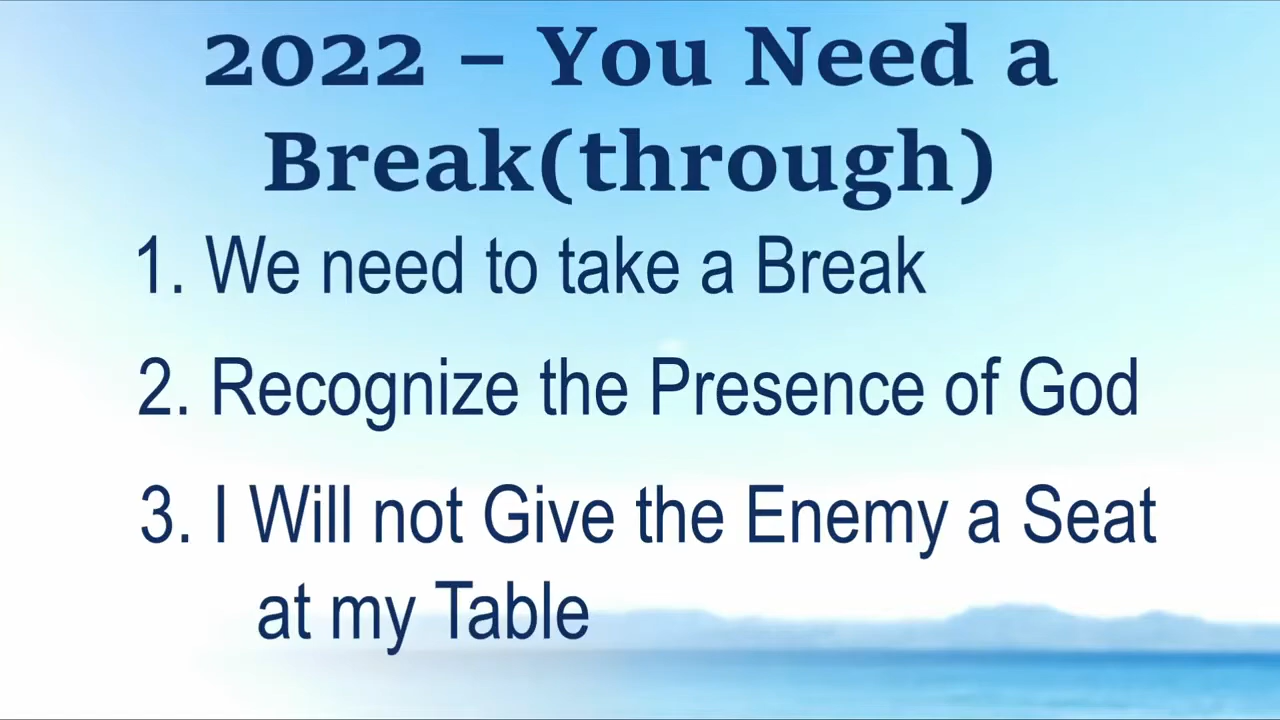 2022 – You Need a
Break(through)
1. We need to take a Break
2. Recognize the Presence of God
3. I Will not Give the Enemy a Seat
at my Table